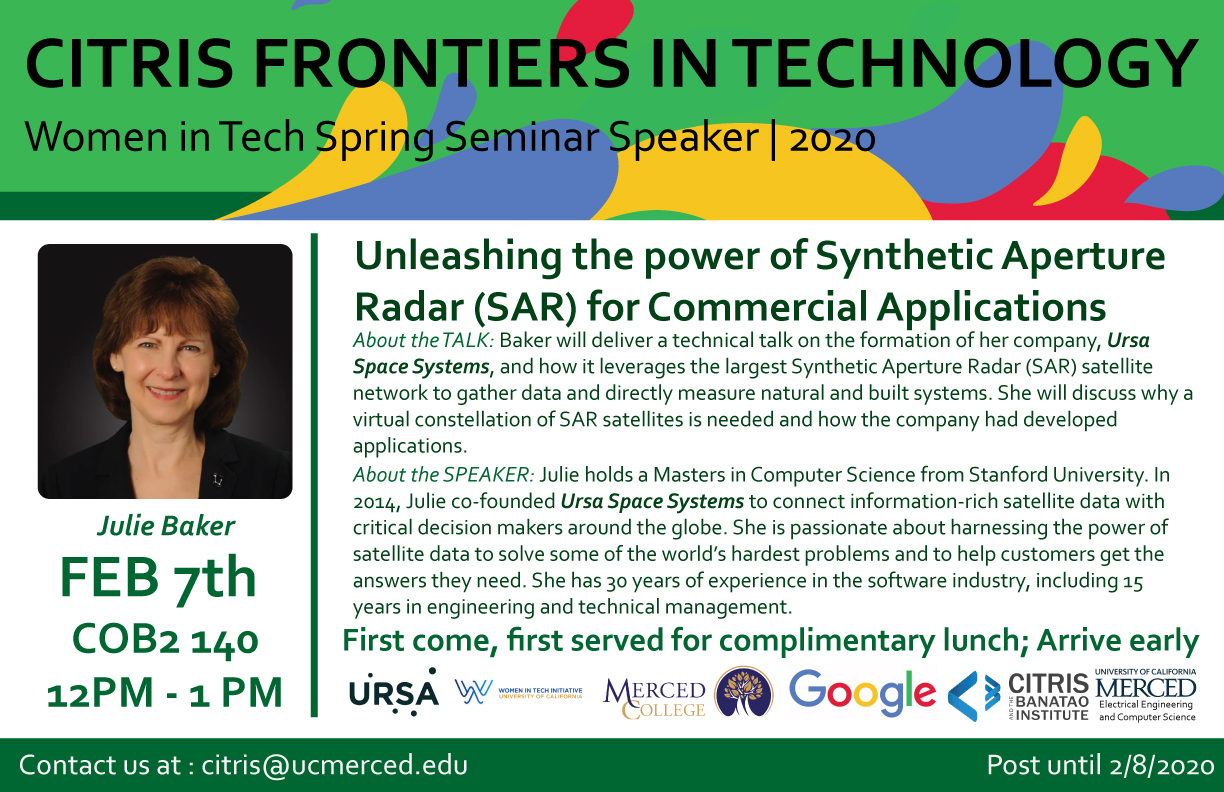 CITRIS FRONTIERS IN TECHNOLOGY
Women in Tech Spring Seminar Speaker | 2020
Julie Baker
FEB 7th
COB2 140
12PM - 1 PM
Unleashing the power of Synthetic Aperture
Radar (SAR) for Commercial Applications
About the TALK: Baker will deliver a technical talk on the formation of her company, Ursa
Space Systems, and how it leverages the largest Synthetic Aperture Radar (SAR) satellite
network to gather data and directly measure natural and built systems. She will discuss why a
virtual constellation of SAR satellites is needed and how the company had developed
applications.
About the SPEAKER: Julie holds a Masters in Computer Science from Stanford University. In
2014, Julie co-founded Ursa Space Systems to connect information-rich satellite data with
critical decision makers around the globe. She is passionate about harnessing the power of
satellite data to solve some of the world's hardest problems and to help customers get the
answers they need. She has 30 years of experience in the software industry, including 15
years in engineering and technical management.
First come, first served for complimentary lunch; Arrive early
URSA
WOMEN IN TECH INITIATIVE
UNIVERSITY OF CALIFORNIA
MERCED
COLLEGE
Google
CITRIS
AND THE BANATAO
INSTITUTE
UNIVERSITY OF CALIFORNIA
MERCED
Electrical Engineering
and Computer Science
Contact us at : citris@ucmerced.edu
Post until 2/8/2020